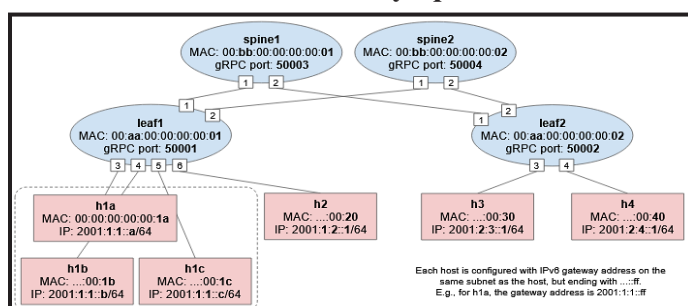 spine1
MAC: 00:bb:00:00:00:00:01
gRPC port: 50003
1
2
spine2
MAC: 00:bb:00:00:00:00:02
gRPC port: 50004
1
2
1
2
leaf1
MAC: 00:aa:00:00:00:00:01
gRPC port: 50001
3
4
5
6
1
2
leaf2
MAC: 00:aa:00:00:00:00:02
gRPC port: 50002
3
4
h1a
MAC: 00:00:00:00:00:1a
IP: 2001:1:1::a/64
h2
MAC: ...:00:20
IP: 2001:1:2::1/64
h3
MAC: ...:00:30
IP: 2001:2:3::1/64
h4
MAC: ...:00:40
IP: 2001:2:4::1/64
h1b
MAC: ...:00:1b
IP: 2001:1:1::b/64
h1c
MAC: ...:00:1c
IP: 2001:1:1::c/64
Each host is configured with IPv6 gateway address on the
same subnet as the host, but ending with ...::ff.
E.g., for h1a, the gateway address is 2001:1:1::ff